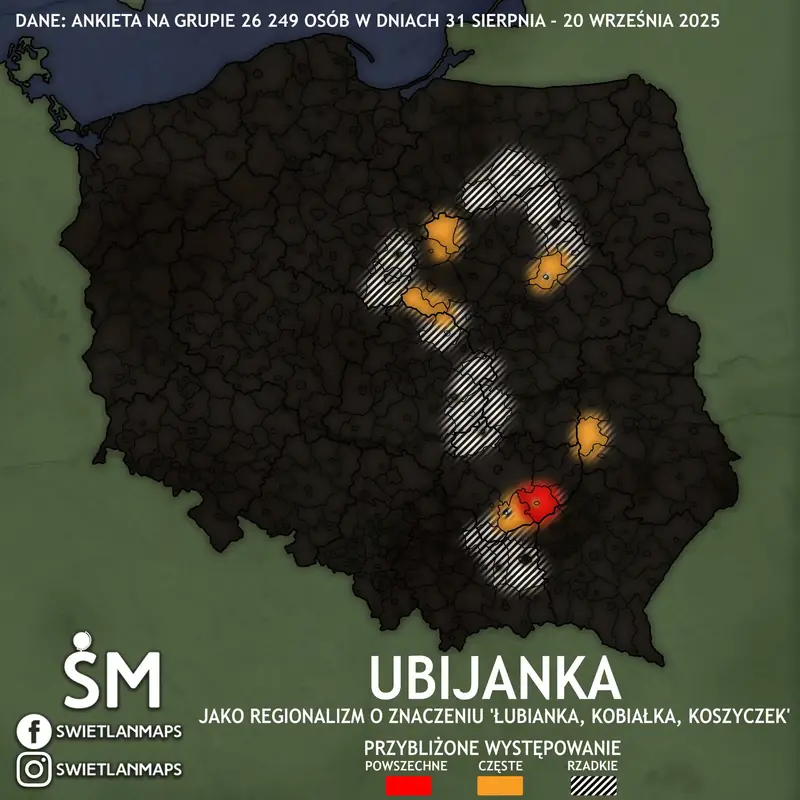 DANE: ANKIETA NA GRUPIE 26 249 OSÓB W DNIACH 31 SIERPNIA - 20 WRZEŚNIA 2025
ŚM
SWIETLANMAPS
SWIETLANMAPS
UBIJANKA
JAKO REGIONALIZM O ZNACZENIU 'ŁUBIANKA, KOBIAŁKA, KOSZYCZEK'
PRZYBLIŻONE WYSTĘPOWANIE
POWSZECHNE CZĘSTE RZADKIE